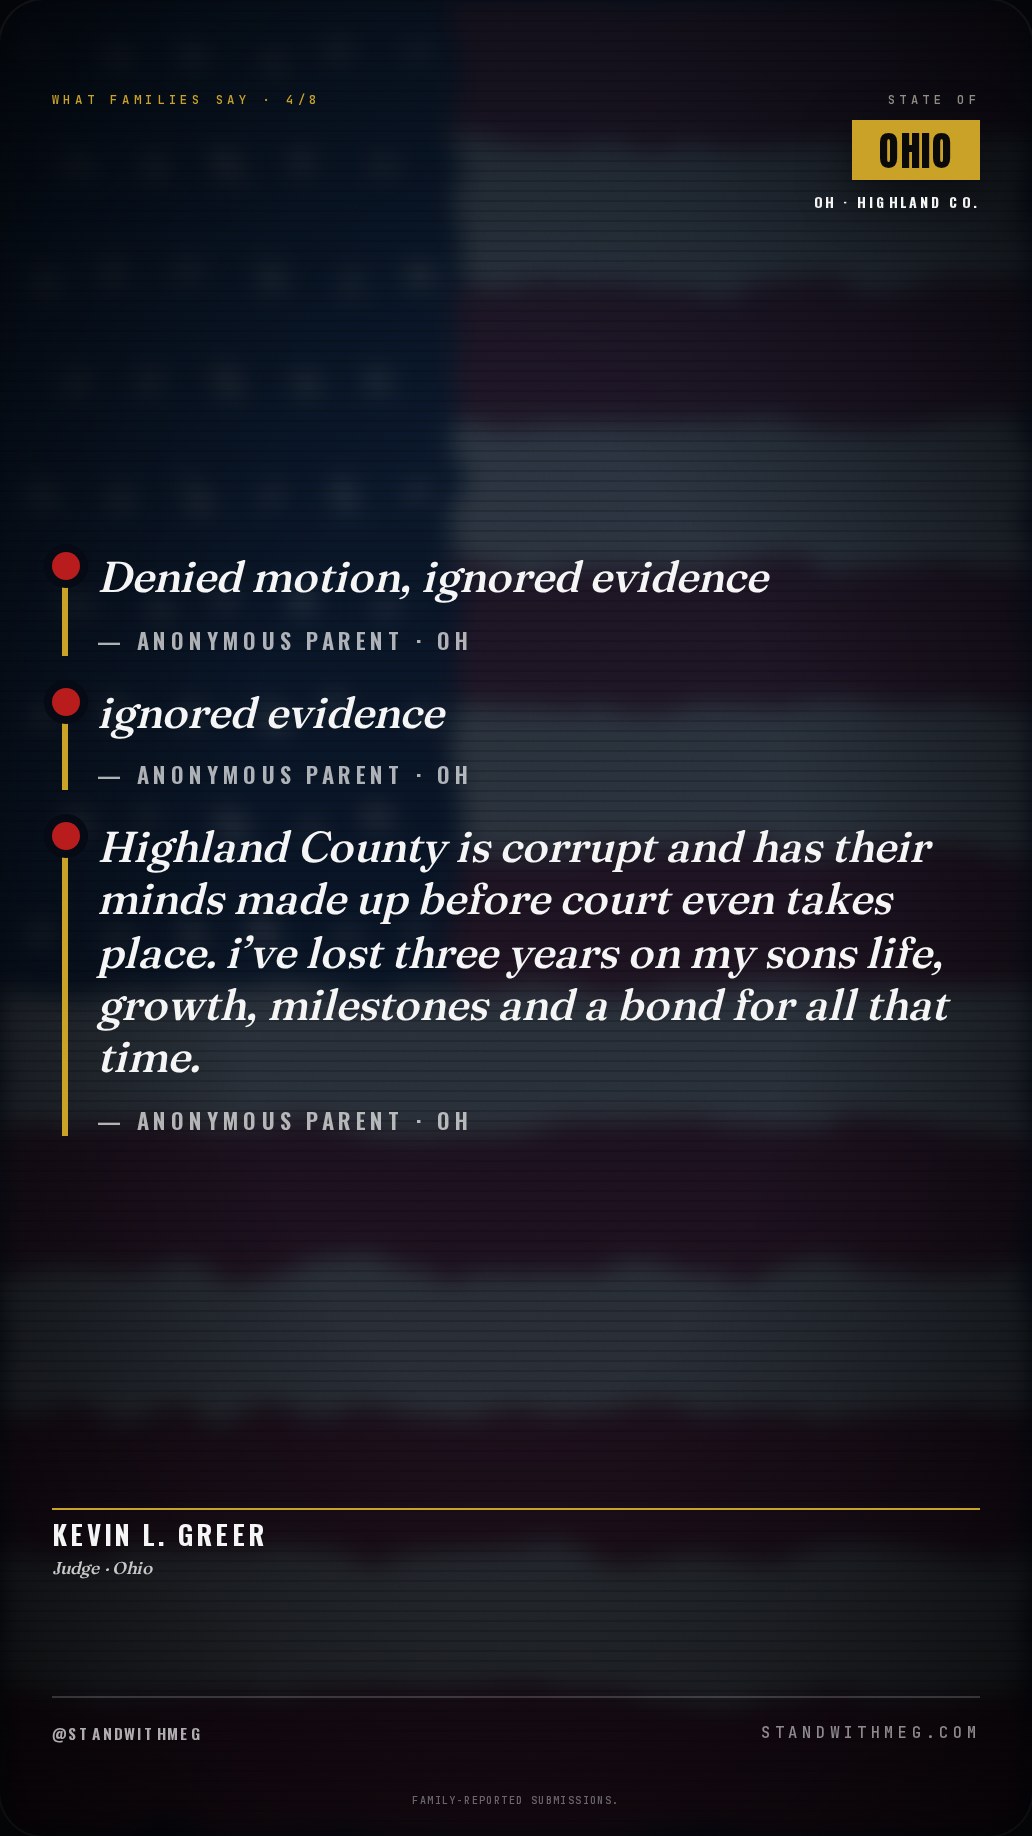 WHAT FAMILIES SAY · 4/8
STATE OF
OHIO
OH · HIGHLAND CO.
Denied motion, ignored evidence
— ANONYMOUS PARENT · OH
ignored evidence
— ANONYMOUS PARENT · OH
Highland County is corrupt and has their
minds made up before court even takes
place. i’ve lost three years on my sons life,
growth, milestones and a bond for all that
time.
— ANONYMOUS PARENT · OH
KEVIN L. GREER
Judge · Ohio
@STANDWITHMEG
STANDWITHMEG.COM
FAMILY-REPORTED SUBMISSIONS.